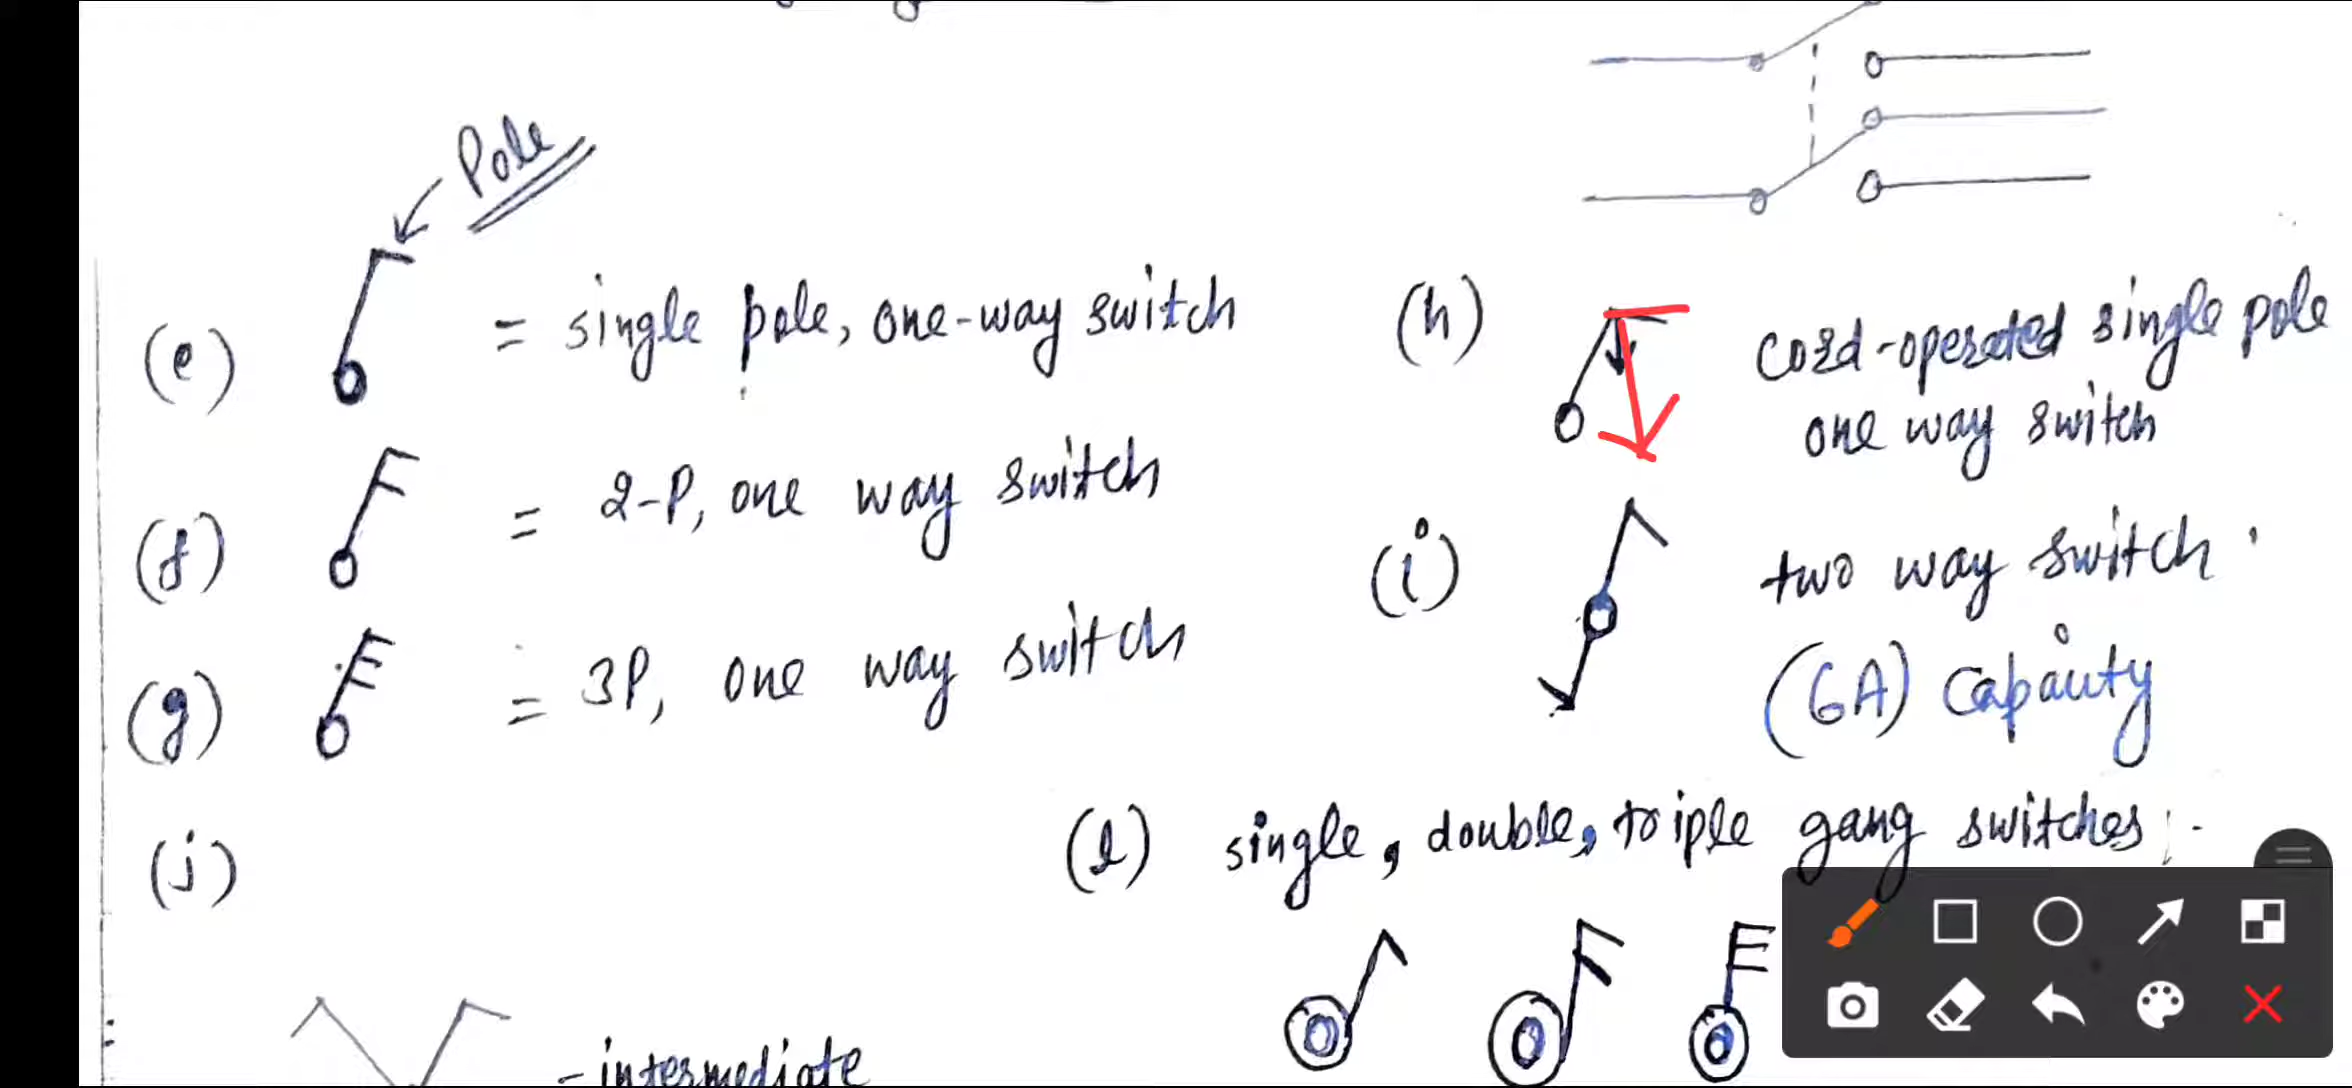 Pole
(e) = single pole, one-way switch
(f) = 2-P, one way switch
(g) = 3P, one way switch
(h) Cord-operated single pole
one way switch
(i) two way switch.
(6A) Capacity
(j)
(l) single, double, triple gang switches
- intermediate